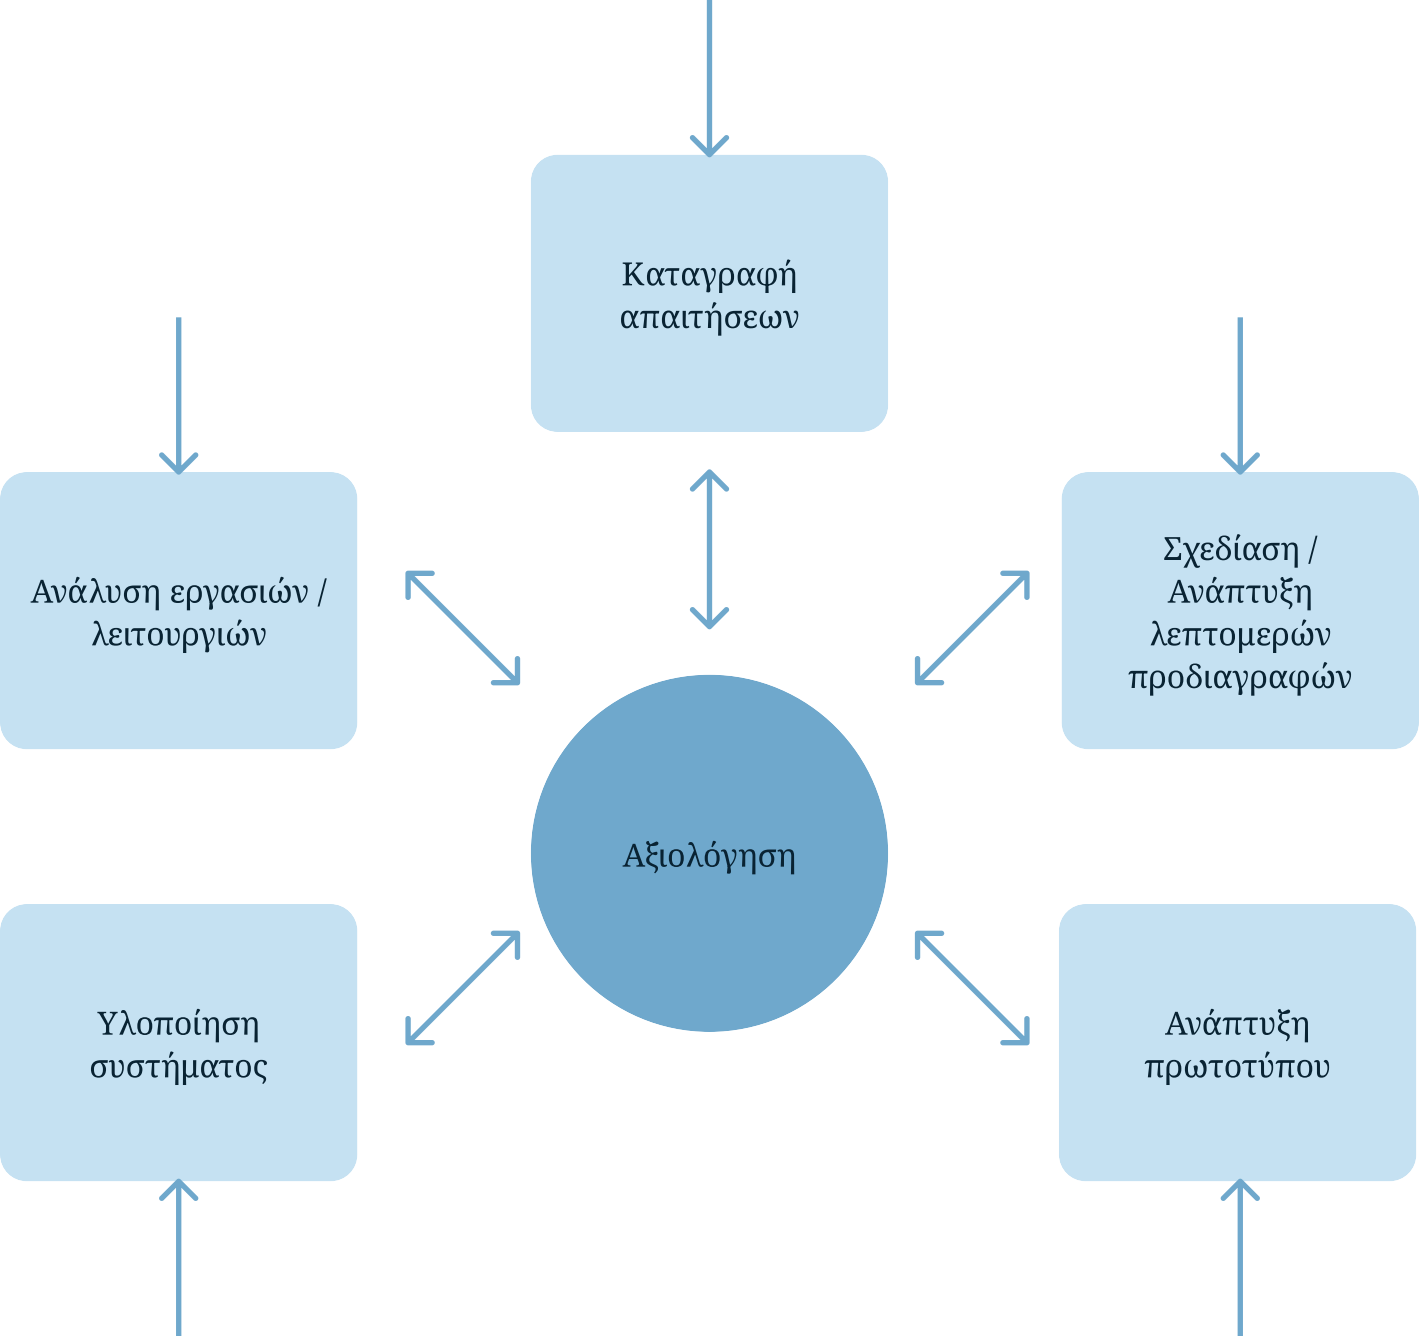 Καταγραφή
απαιτήσεων
Ανάλυση εργασιών /
λειτουργιών
Σχεδίαση /
Ανάπτυξη
λεπτομερών
προδιαγραφών
Αξιολόγηση
Υλοποίηση
συστήματος
Ανάπτυξη
πρωτοτύπου